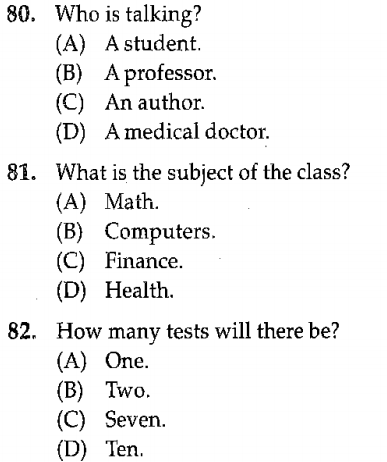 80. Who is talking?
(A) A student.
(B) A professor.
(C) An author.
(D) A medical doctor.
81. What is the subject of the class?
(A) Math.
(B) Computers.
(C) Finance.
(D) Health.
82. How many tests will there be?
(A) One.
(B) Two.
(C) Seven.
(D) Ten.